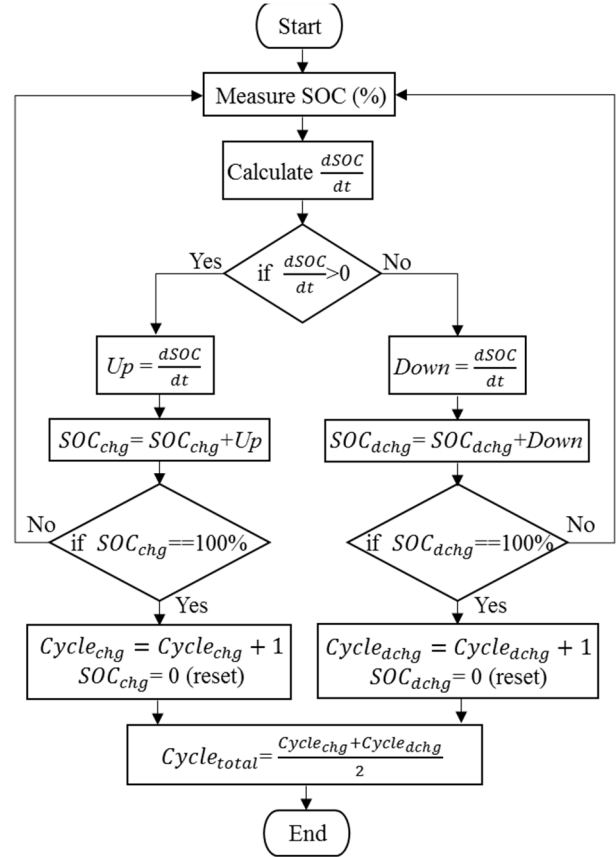 Start
Measure SOC (%)
Calculate dSOC/dt
if dSOC/dt>0
Yes
No
Up = dSOC/dt
Down = dSOC/dt
SOC_chg= SOC_chg+Up
SOC_dchg= SOC_dchg+Down
No
if SOC_chg==100%
if SOC_dchg==100%
No
Yes
Yes
Cycle_chg = Cycle_chg + 1
SOC_chg= 0 (reset)
Cycle_dchg = Cycle_dchg + 1
SOC_dchg= 0 (reset)
Cycle_total= Cycle_chg+Cycle_dchg/2
End